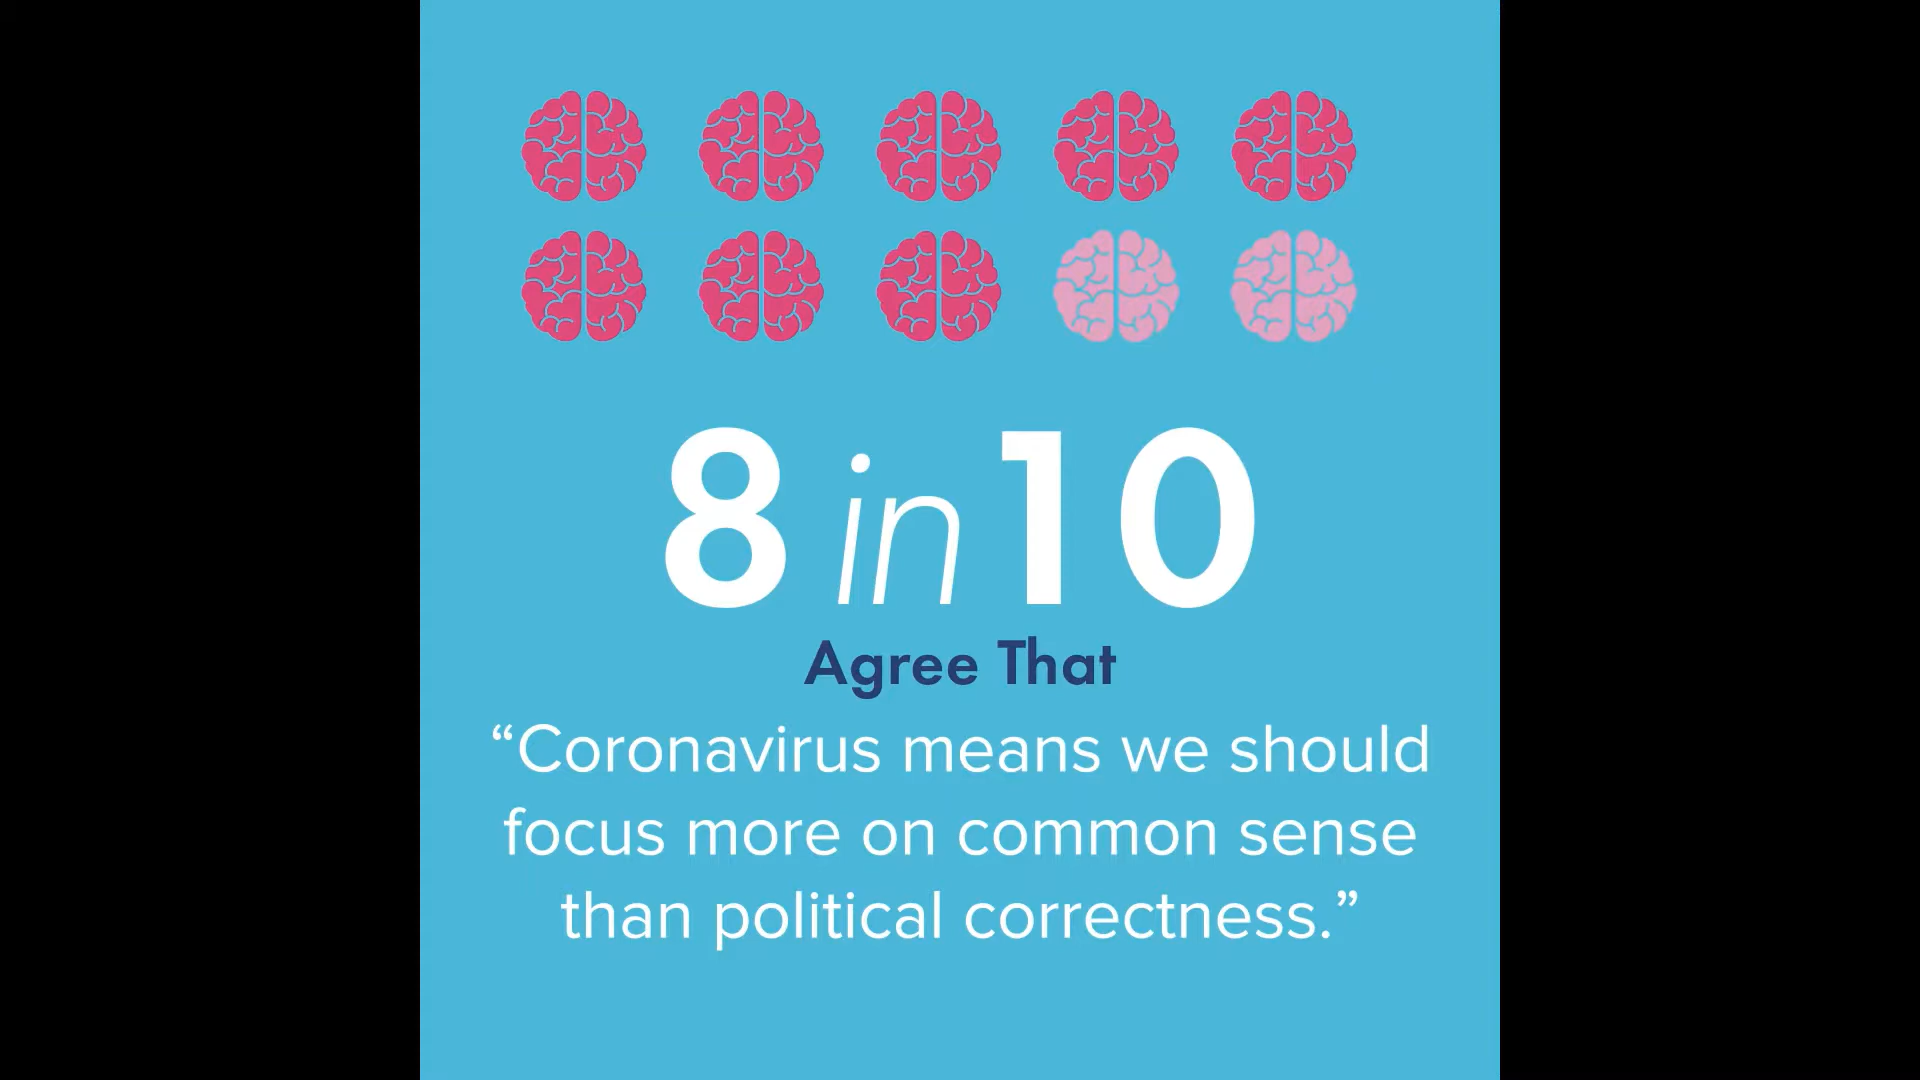 8 in 10
Agree That
“Coronavirus means we should
focus more on common sense
than political correctness.”